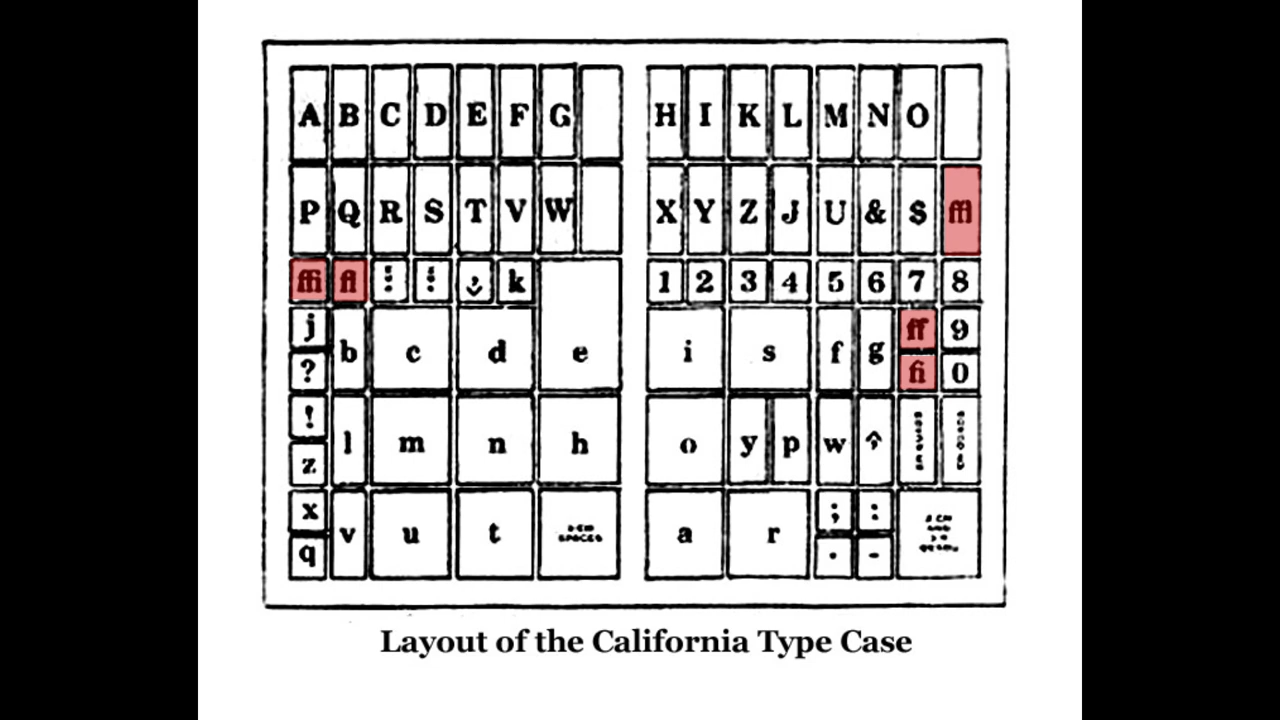 A B C D E F G H I K L M N O
P Q R S T V W X Y Z J U & $ ffl
ffi fl k 1 2 3 4 5 6 7 8
j b c d e i s f g ff 9
? fi 0
! l m n h o y p w
z
x v u t a r ; :
q SPACES . -
Layout of the California Type Case